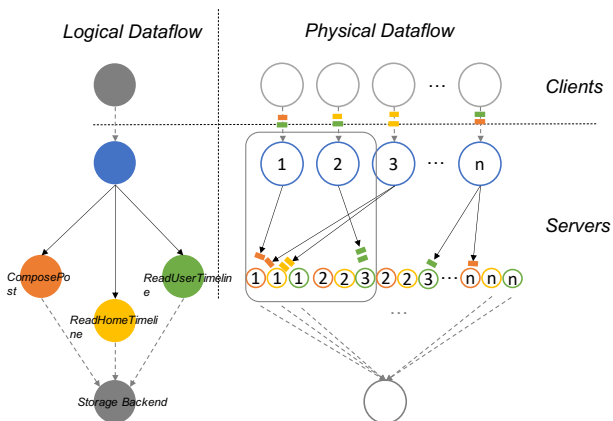 Logical Dataflow
Physical Dataflow
...
Clients
1
2
3
...
n
Servers
ComposePo
st
ReadUserTimelin
e
ReadHomeTimeli
ne
1 1 1 2 2 3 2 2 3 ... n n n
...
Storage Backend